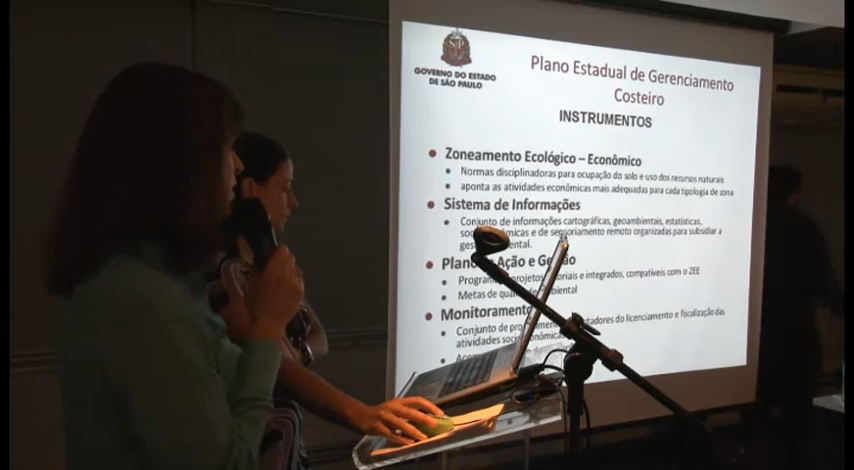 SP
GOVERNO DO ESTADO
DE SÃO PAULO
Plano Estadual de Gerenciamento
Costeiro
INSTRUMENTOS
Zoneamento Ecológico – Econômico
Normas disciplinadoras para ocupação do solo e uso dos recursos naturais
aponta as atividades econômicas mais adequadas para cada tipologia de zona
Sistema de Informações
Conjunto de informações cartográficas, geoambientais, estatísticas,
e de sensoriamento remoto organizadas para subsidiar a
Ação e
e integrados, compatíveis com o ZEE
Metas de
Monitoramento
Conjunto de do licenciamento e fiscalização das
atividades